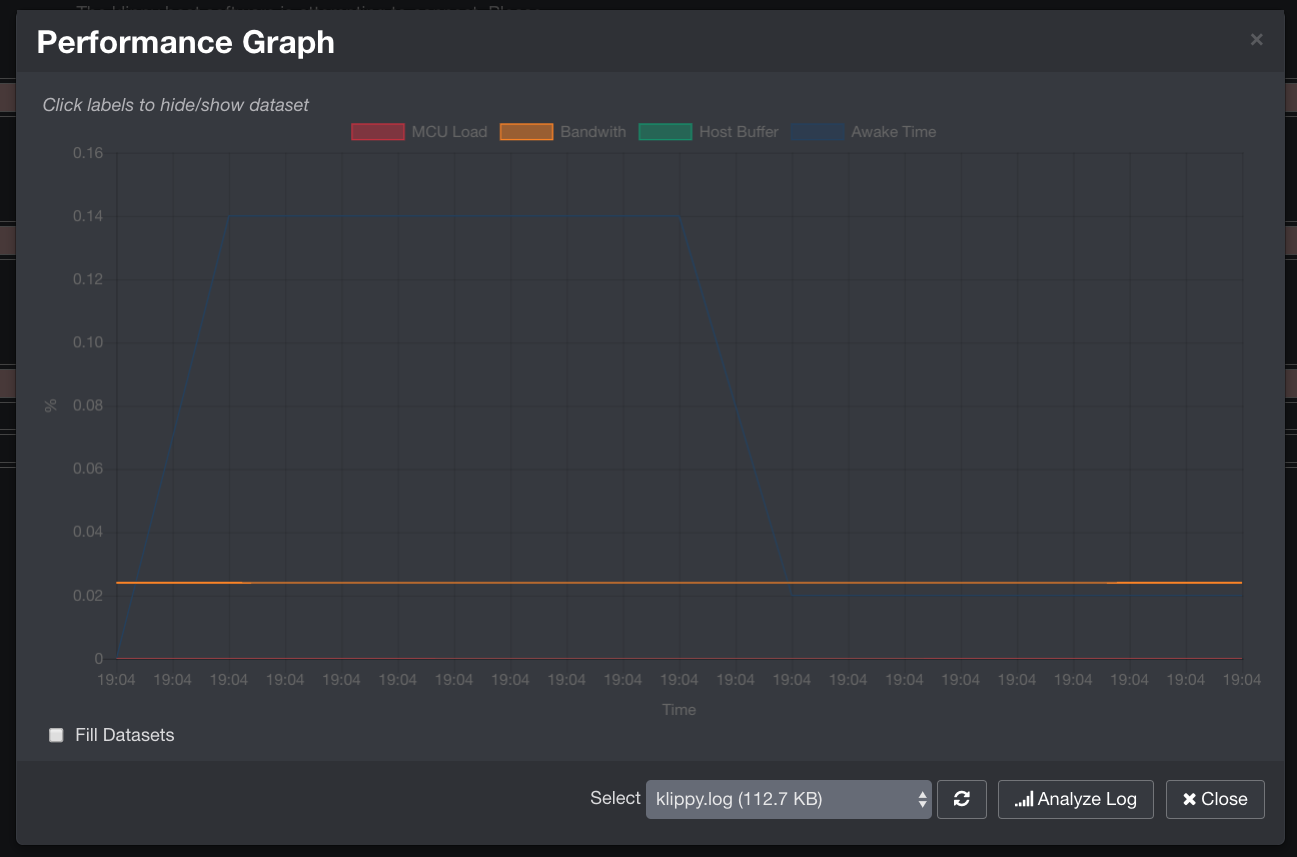 Performance Graph
×
Click labels to hide/show dataset
MCU Load Bandwith Host Buffer Awake Time
0.16
0.14
0.12
0.10
0.08
0.06
0.04
0.02
0
%
19:04 19:04 19:04 19:04 19:04 19:04 19:04 19:04 19:04 19:04 19:04 19:04 19:04 19:04 19:04 19:04 19:04 19:04 19:04 19:04 19:04
Time
Fill Datasets
Select klippy.log (112.7 KB) Analyze Log Close